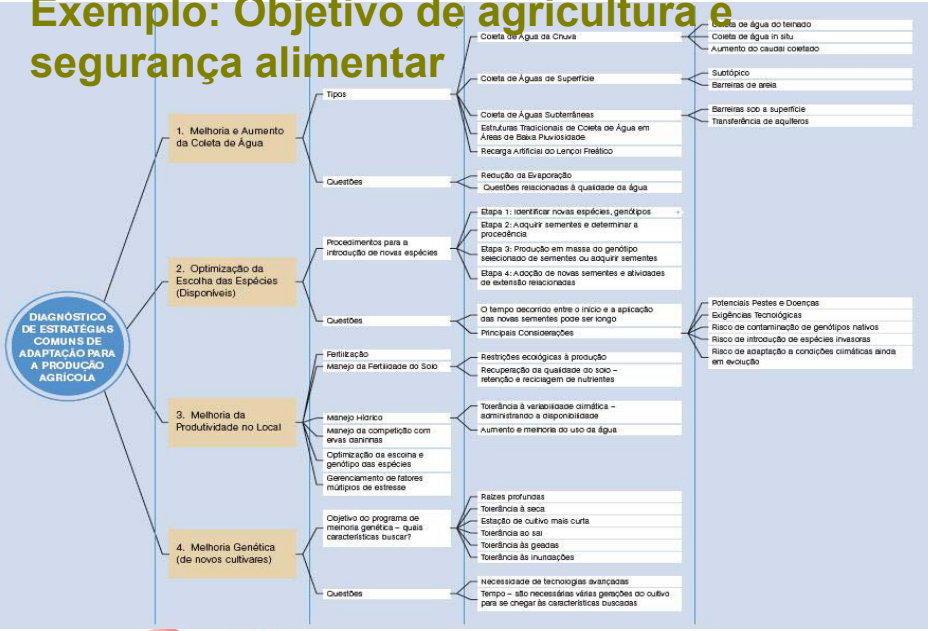 Exemplo: Objetivo de agricultura e
segurança alimentar
DIAGNÓSTICO
DE ESTRATÉGIAS
COMUNS DE
ADAPTAÇÃO PARA
A PRODUÇÃO
AGRÍCOLA
1. Melhoria e Aumento
da Coleta de Água
Tipos
Coleta de Água da Chuva
Coleta de água do telhado
Coleta de água in situ
Aumento do caudal coletado
Coleta de Águas de Superfície
Subtópico
Barreiras de areia
Coleta de Águas Subterrâneas
Barreiras sob a superfície
Transferência de aquíferos
Estruturas Tradicionais de Coleta de Água em
Áreas de Baixa Pluviosidade
Recarga Artificial do Lençol Freático
Questões
Redução da Evaporação
Questões relacionadas à qualidade da água
2. Optimização da
Escolha das Espécies
(Disponíveis)
Procedimentos para a
introdução de novas espécies
Etapa 1: Identificar novas espécies, genótipos
Etapa 2: Adquirir sementes e determinar a
procedência
Etapa 3: Produção em massa do genótipo
selecionado de sementes ou adquirir sementes
Etapa 4: Adoção de novas sementes e atividades
de extensão relacionadas
Questões
O tempo decorrido entre o início e a aplicação
das novas sementes pode ser longo
Principais Considerações
Potenciais Pestes e Doenças
Exigências Tecnológicas
Risco de contaminação de genótipos nativos
Risco de introdução de espécies invasoras
Risco de adaptação a condições climáticas ainda
em evolução
3. Melhoria da
Produtividade no Local
Fertilização
Manejo da Fertilidade do Solo
Restrições ecológicas à produção
Recuperação da qualidade do solo –
retenção e reciclagem de nutrientes
Manejo Hídrico
Tolerância à variabilidade climática –
administrando a disponibilidade
Aumento e melhoria do uso da água
Manejo da competição com
ervas daninhas
Optimização da escolha e
genótipo das espécies
Gerenciamento de fatores
múltiplos de estresse
4. Melhoria Genética
(de novos cultivares)
Objetivo do programa de
melhoria genética – quais
características buscar?
Raízes profundas
Tolerância à seca
Estação de cultivo mais curta
Tolerância ao sal
Tolerância às geadas
Tolerância às inundações
Questões
Necessidade de tecnologias avançadas
Tempo – são necessárias várias gerações do cultivo
para se chegar às características buscadas